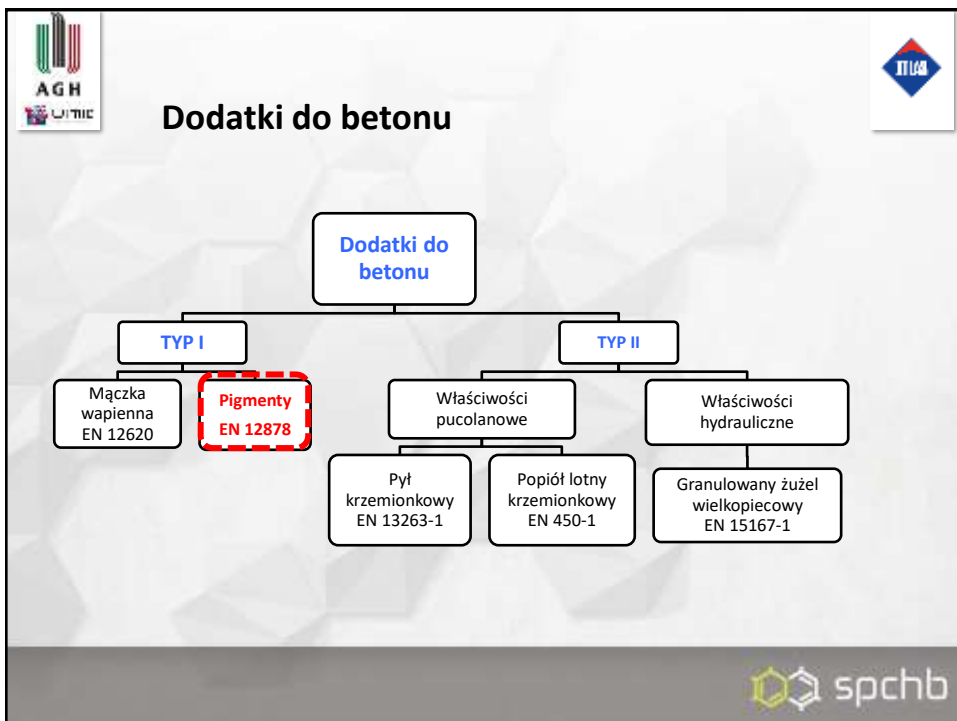 AGH
Dodatki do betonu
Dodatki do
betonu
TYP I
TYP II
Mączka
wapienna
EN 12620
Pigmenty
EN 12878
Właściwości
pucolanowe
Właściwości
hydrauliczne
Pył
krzemionkowy
EN 13263-1
Popiół lotny
krzemionkowy
EN 450-1
Granulowany żużel
wielkopiecowy
EN 15167-1
spchb